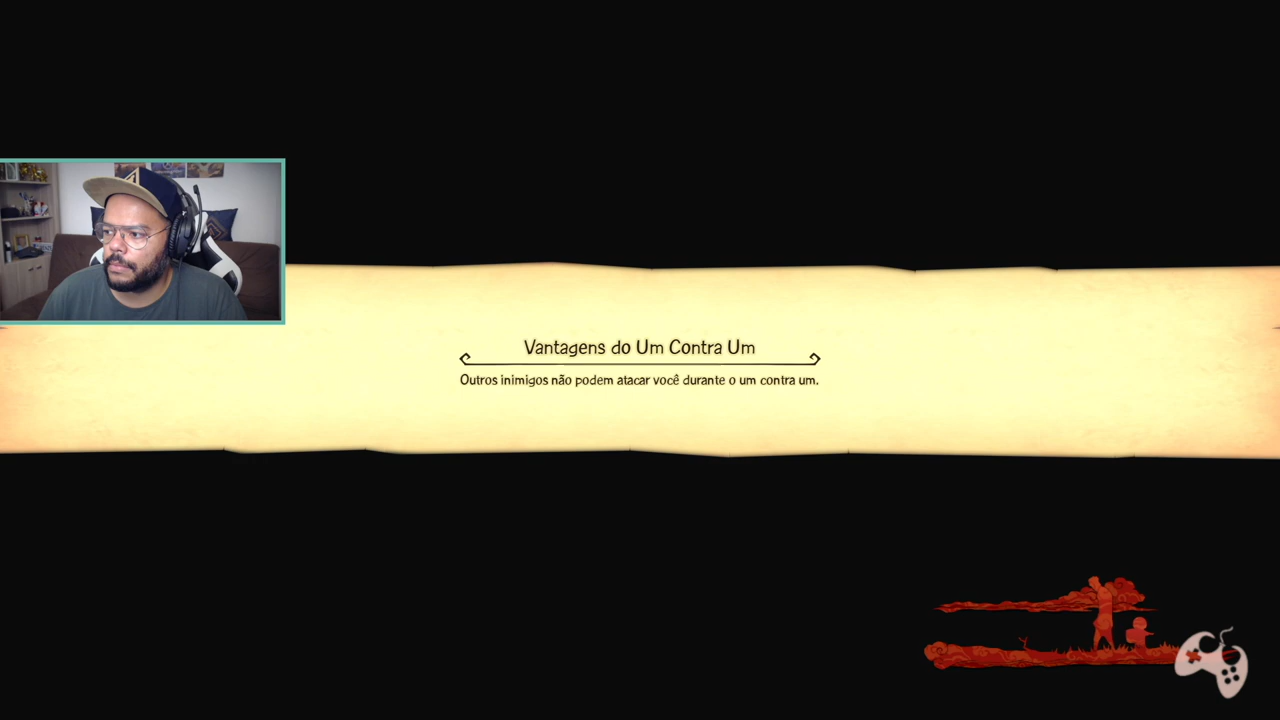 Vantagens do Um Contra Um
Outros inimigos não podem atacar você durante o um contra um.